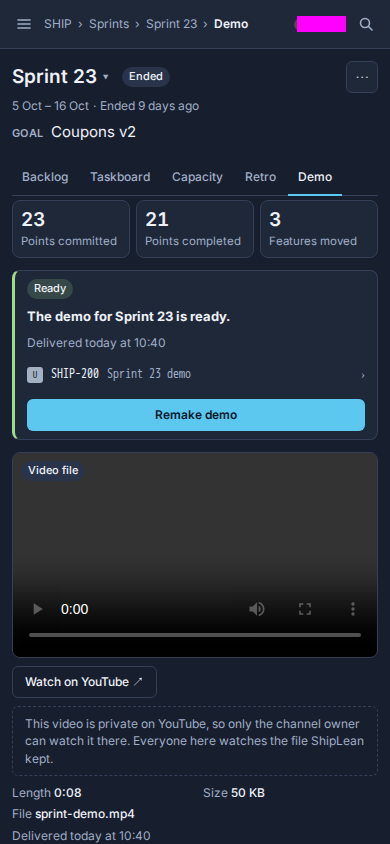 SHIP › Sprints › Sprint 23 › Demo
Sprint 23 ▾ Ended
...
5 Oct – 16 Oct · Ended 9 days ago
GOAL Coupons v2
Backlog Taskboard Capacity Retro Demo
23 21 3
Points committed Points completed Features moved
Ready
The demo for Sprint 23 is ready.
Delivered today at 10:40
U SHIP-200 Sprint 23 demo ›
Remake demo
Video file
0:00
Watch on YouTube ↗
This video is private on YouTube, so only the channel owner
can watch it there. Everyone here watches the file ShipLean
kept.
Length 0:08 Size 50 KB
File sprint-demo.mp4
Delivered today at 10:40